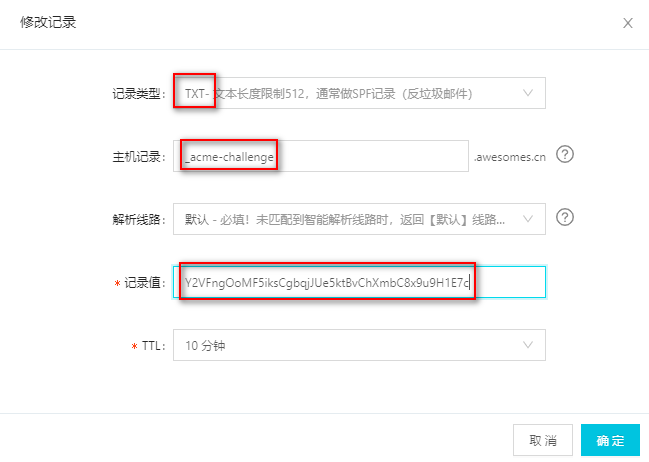 修改记录
记录类型： TXT- 文本长度限制512，通常做SPF记录（反垃圾邮件）
主机记录： _acme-challenge .awesomes.cn
解析线路： 默认 - 必填！未匹配到智能解析线路时，返回【默认】线路...
* 记录值： Y2VFngOoMF5iksCgbqjJUe5ktBvChXmbC8x9u9H1E7c
* TTL： 10 分钟
取 消 确 定